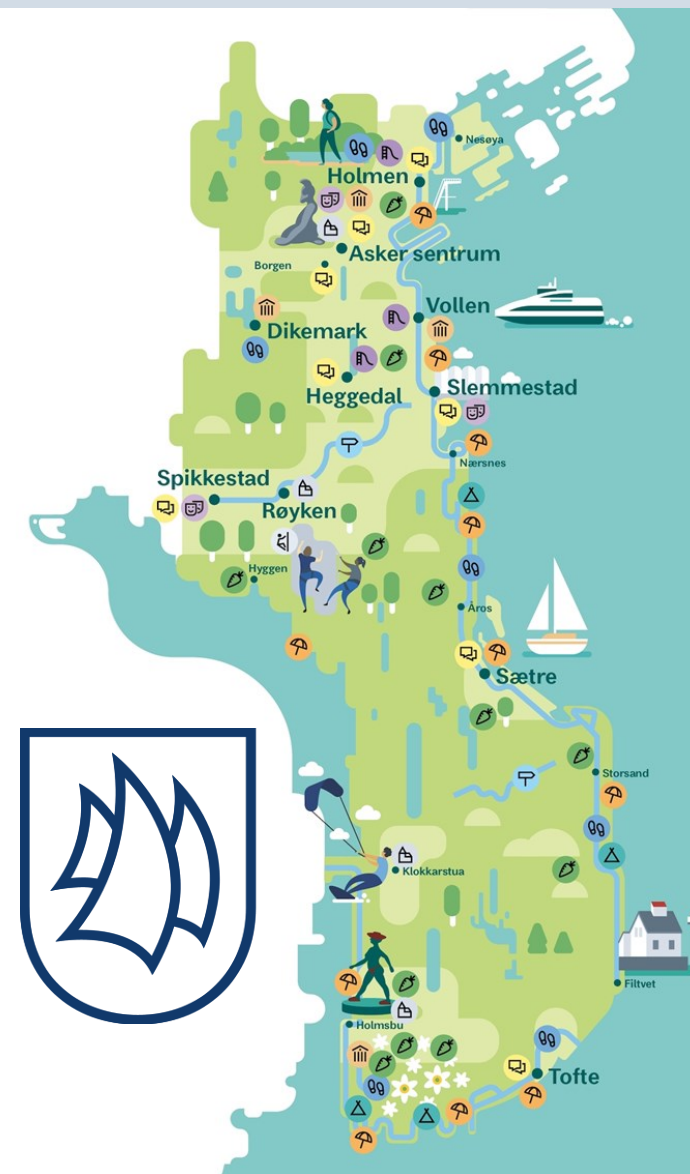 Nesøya
Holmen
Asker sentrum
Borgen
Vollen
Dikemark
Slemmestad
Heggedal
Nærsnes
Spikkestad
Røyken
Hyggen
Åros
Sætre
Storsand
Klokkarstua
Filtvet
Holmsbu
Tofte